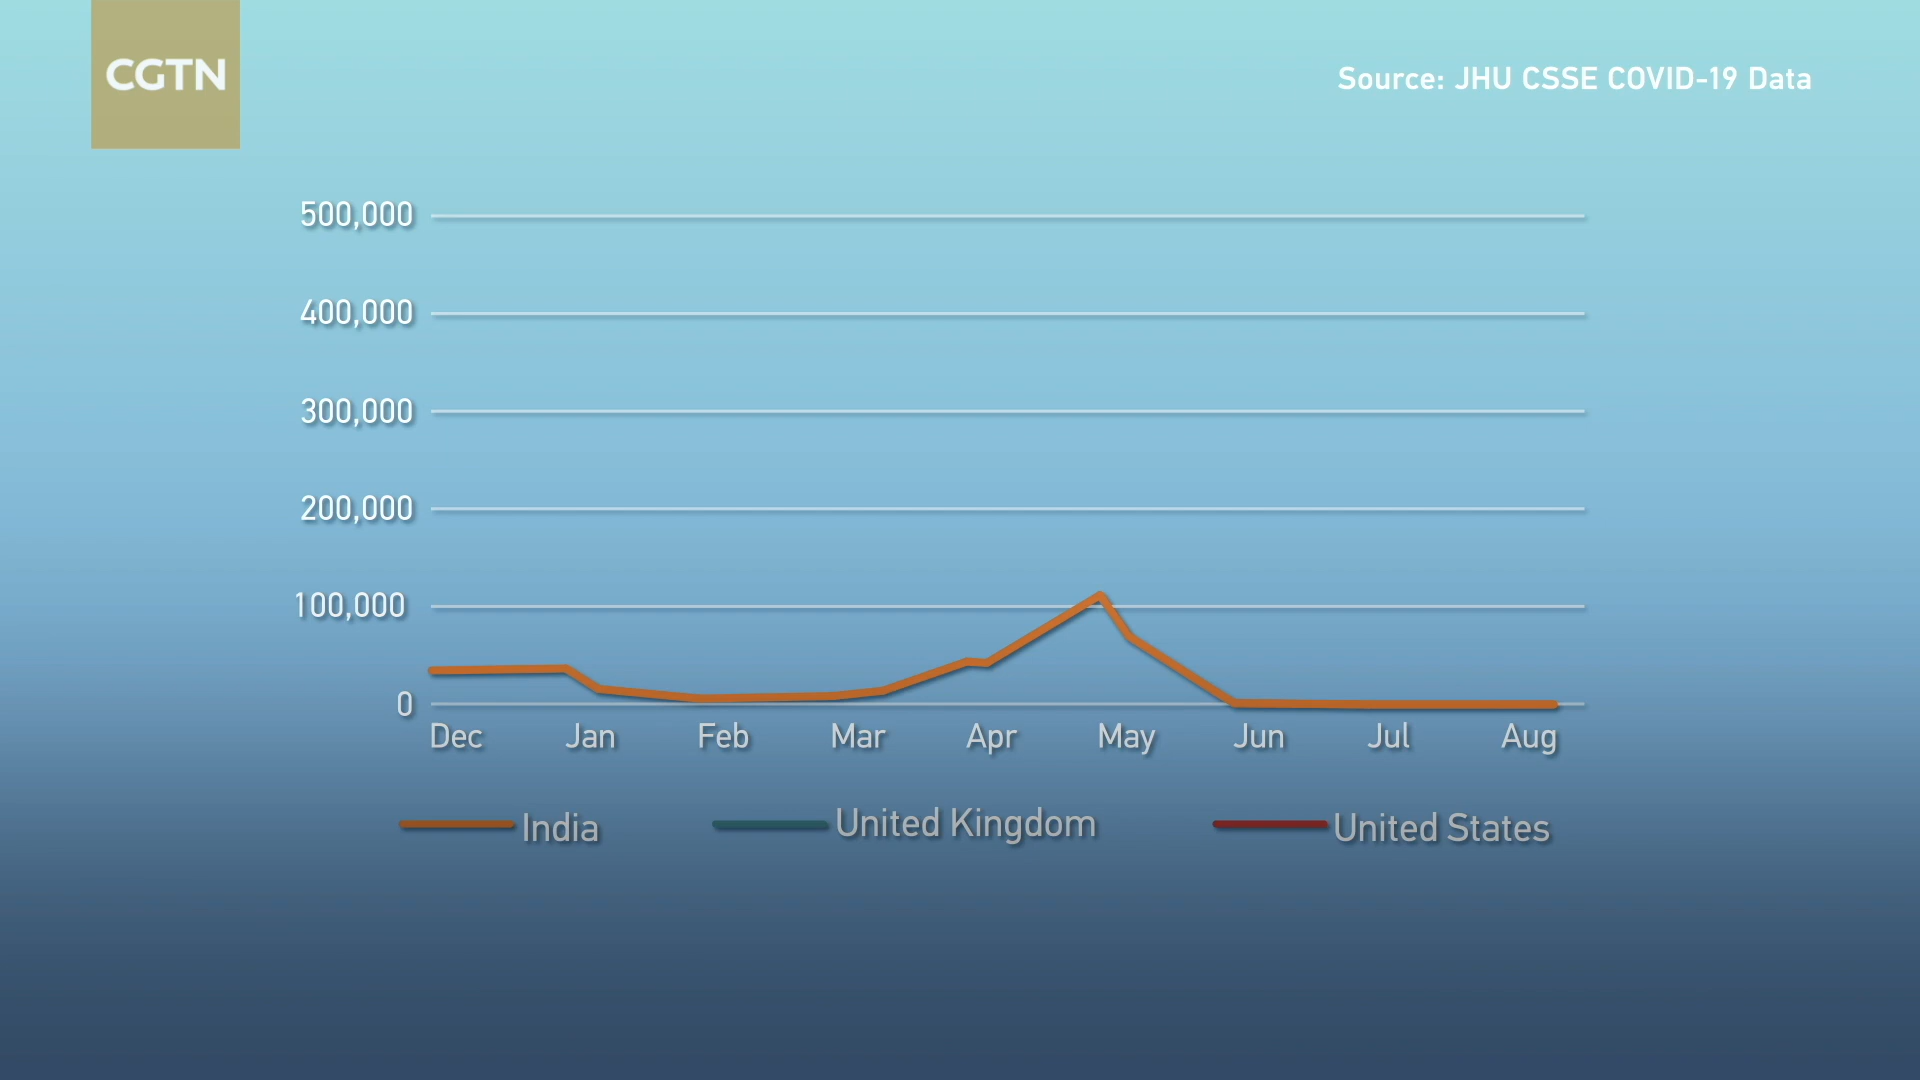 CGTN
Source: JHU CSSE COVID-19 Data
500,000
400,000
300,000
200,000
100,000
0
Dec Jan Feb Mar Apr May Jun Jul Aug
India United Kingdom United States